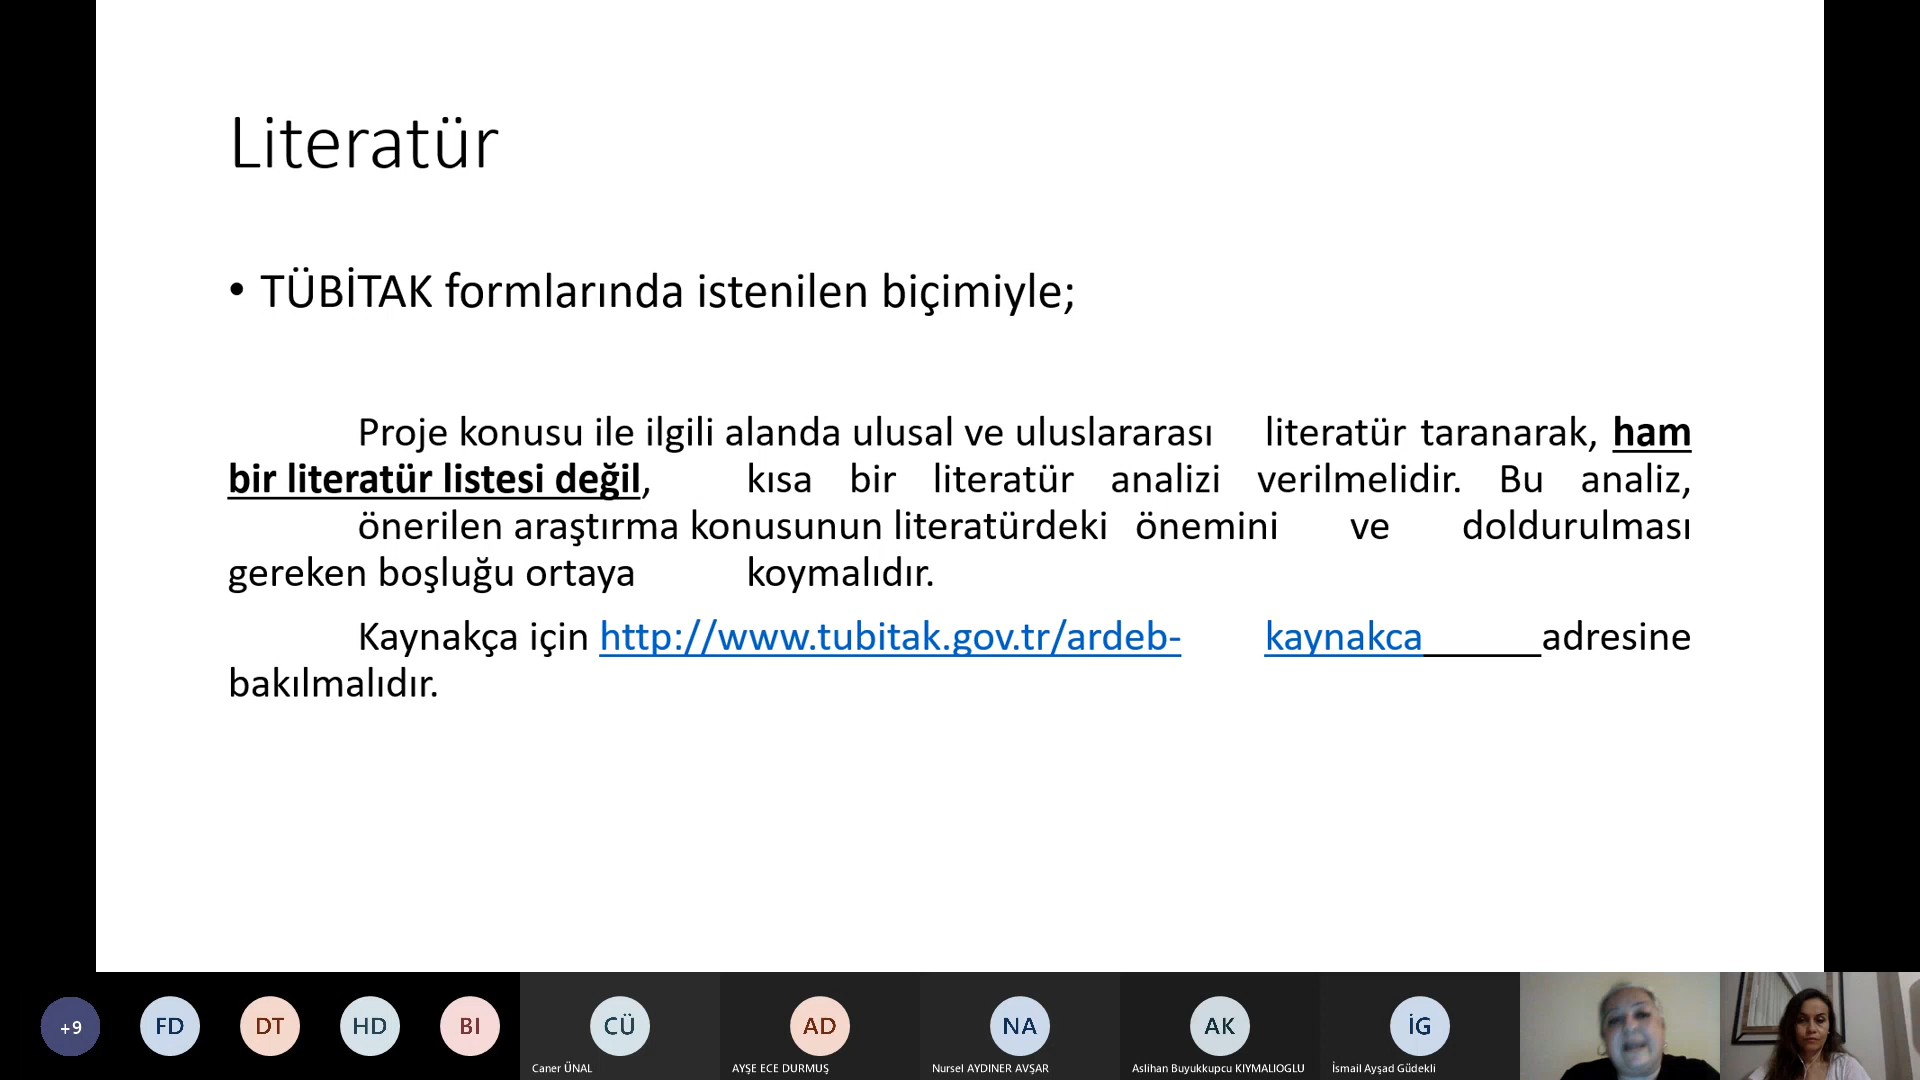 Literatür
• TÜBİTAK formlarında istenilen biçimiyle;
Proje konusu ile ilgili alanda ulusal ve uluslararası literatür taranarak, ham
bir literatür listesi değil, kısa bir literatür analizi verilmelidir. Bu analiz,
önerilen araştırma konusunun literatürdeki önemini ve doldurulması
gereken boşluğu ortaya koymalıdır.
Kaynakça için http://www.tubitak.gov.tr/ardeb- kaynakca adresine
bakılmalıdır.
+9 FD DT HD BI CÜ AD NA AK İG
Caner ÜNAL AYŞE ECE DURMUŞ Nursel AYDINER AVŞAR Aslihan Buyukkupcu KIYMALIOGLU İsmail Ayşad Güdekli